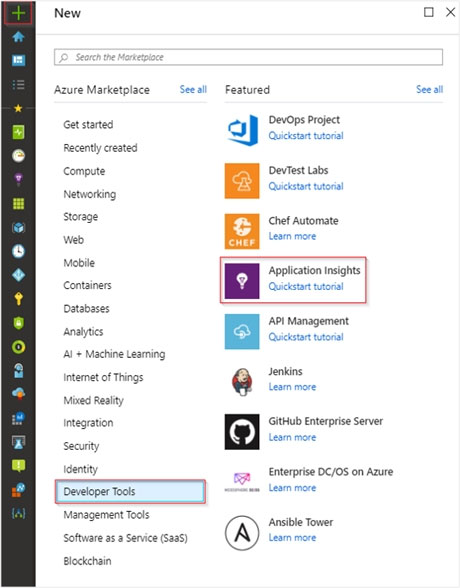 New
Search the Marketplace
Azure Marketplace See all
Get started
Recently created
Compute
Networking
Storage
Web
Mobile
Containers
Databases
Analytics
AI + Machine Learning
Internet of Things
Mixed Reality
Integration
Security
Identity
Developer Tools
Management Tools
Software as a Service (SaaS)
Blockchain
Featured See all
DevOps Project
Quickstart tutorial
DevTest Labs
Quickstart tutorial
CHEF
Chef Automate
Learn more
Application Insights
Quickstart tutorial
API Management
Quickstart tutorial
Jenkins
Learn more
GitHub Enterprise Server
Learn more
Enterprise DC/OS on Azure
Learn more
Ansible Tower
Learn more